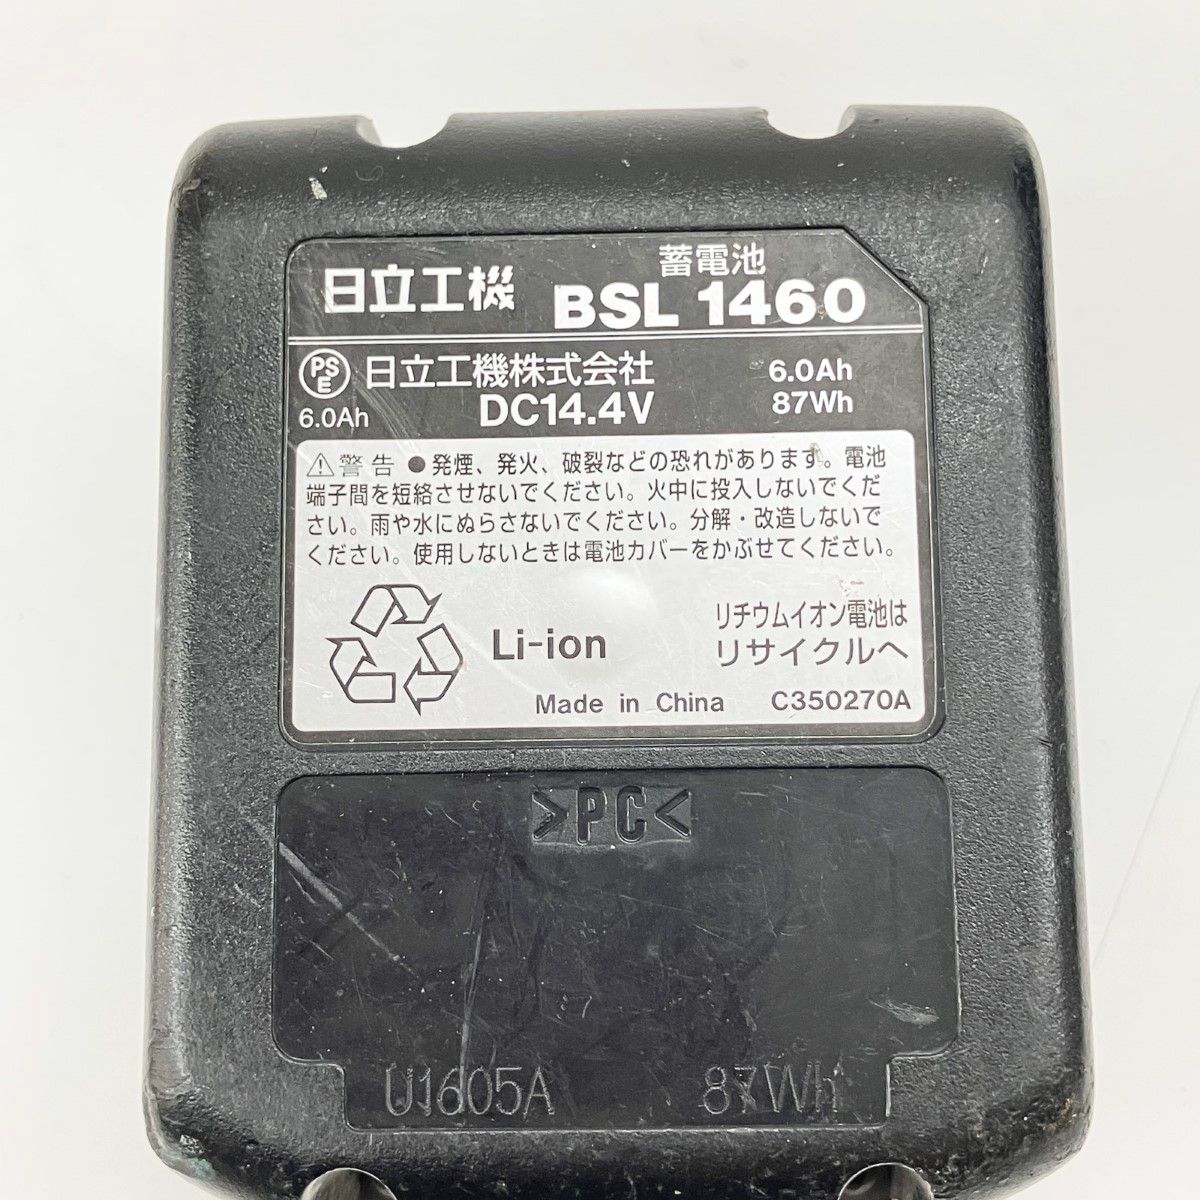 蓄電池
日立工機 BSL 1460
PSE 日立工機株式会社 6.0Ah
6.0Ah DC14.4V 87Wh
⚠警告 ●発煙、発火、破裂などの恐れがあります。電池
端子間を短絡させないでください。火中に投入しないでくだ
さい。雨や水にぬらさないでください。分解・改造しないで
ください。使用しないときは電池カバーをかぶせてください。
リチウムイオン電池は
Li-ion リサイクルへ
Made in China C350270A
>PC<
U1605A 87Wh